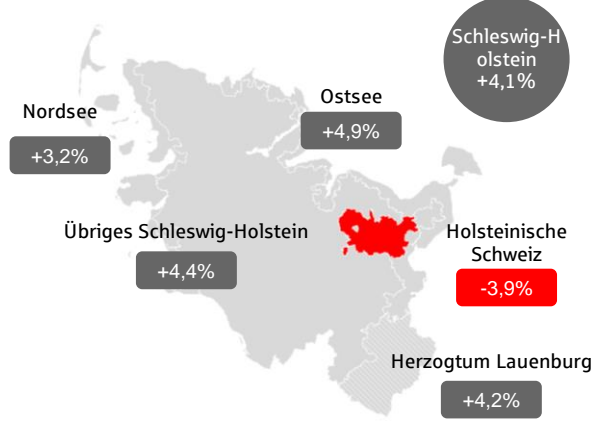 Schleswig-H
olstein
+4,1%
Ostsee
+4,9%
Nordsee
+3,2%
Übriges Schleswig-Holstein
+4,4%
Holsteinische
Schweiz
-3,9%
Herzogtum Lauenburg
+4,2%